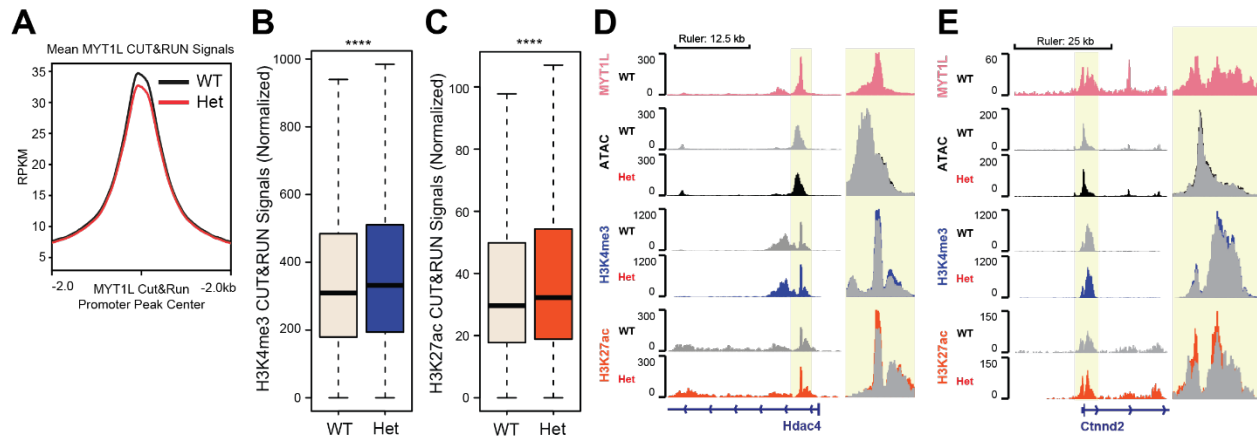 A
Mean MYT1L CUT&RUN Signals
35
30
25
20
15
10
5
RPKM
WT
Het
-2.0
-2.0kb
MYT1L Cut&Run
Promoter Peak Center
B
****
H3K4me3 CUT&RUN Signals (Normalized)
1000
800
600
400
200
0
WT
Het
C
****
H3K27ac CUT&RUN Signals (Normalized)
100
80
60
40
20
0
WT
Het
D
Ruler: 12.5 kb
MYT1L
WT
300
0
ATAC
WT
300
0
Het
300
0
H3K4me3
WT
1200
0
Het
1200
0
H3K27ac
WT
300
0
Het
300
0
Hdac4
E
Ruler: 25 kb
MYT1L
WT
60
0
ATAC
WT
200
0
Het
200
0
H3K4me3
WT
1200
0
Het
1200
0
H3K27ac
WT
150
0
Het
150
0
Ctnnd2